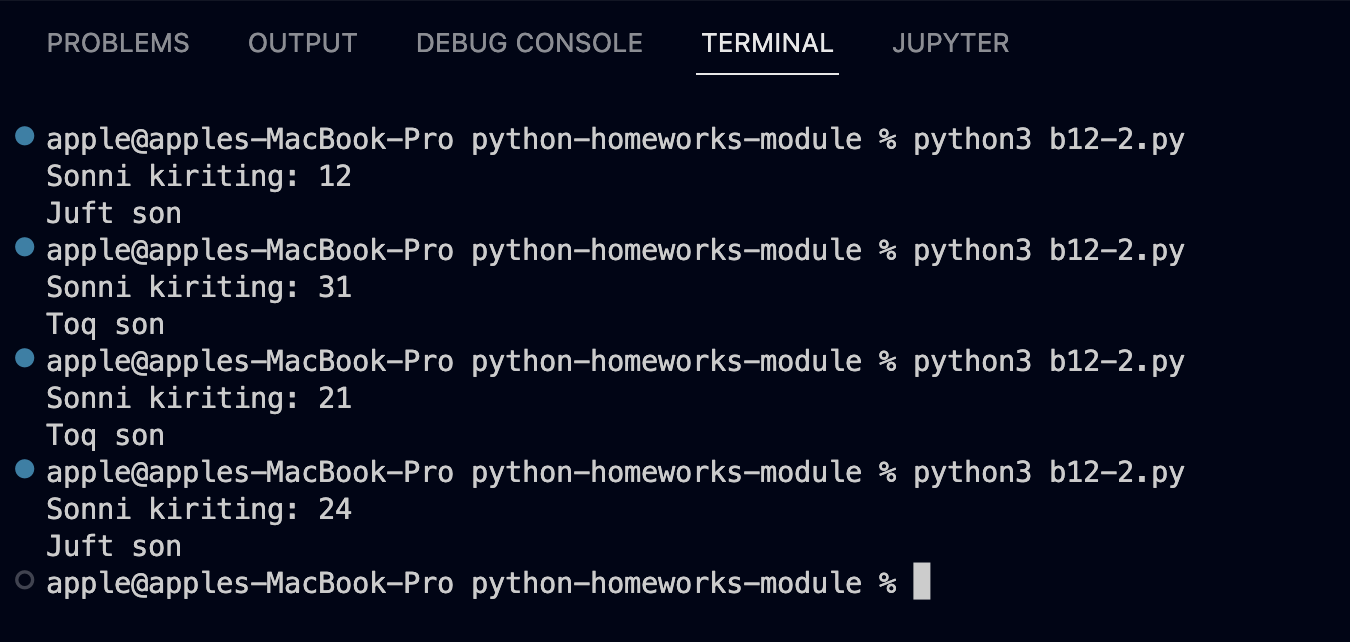 PROBLEMS OUTPUT DEBUG CONSOLE TERMINAL JUPYTER
apple@apples-MacBook-Pro python-homeworks-module % python3 b12-2.py
Sonni kiriting: 12
Juft son
apple@apples-MacBook-Pro python-homeworks-module % python3 b12-2.py
Sonni kiriting: 31
Toq son
apple@apples-MacBook-Pro python-homeworks-module % python3 b12-2.py
Sonni kiriting: 21
Toq son
apple@apples-MacBook-Pro python-homeworks-module % python3 b12-2.py
Sonni kiriting: 24
Juft son
apple@apples-MacBook-Pro python-homeworks-module %